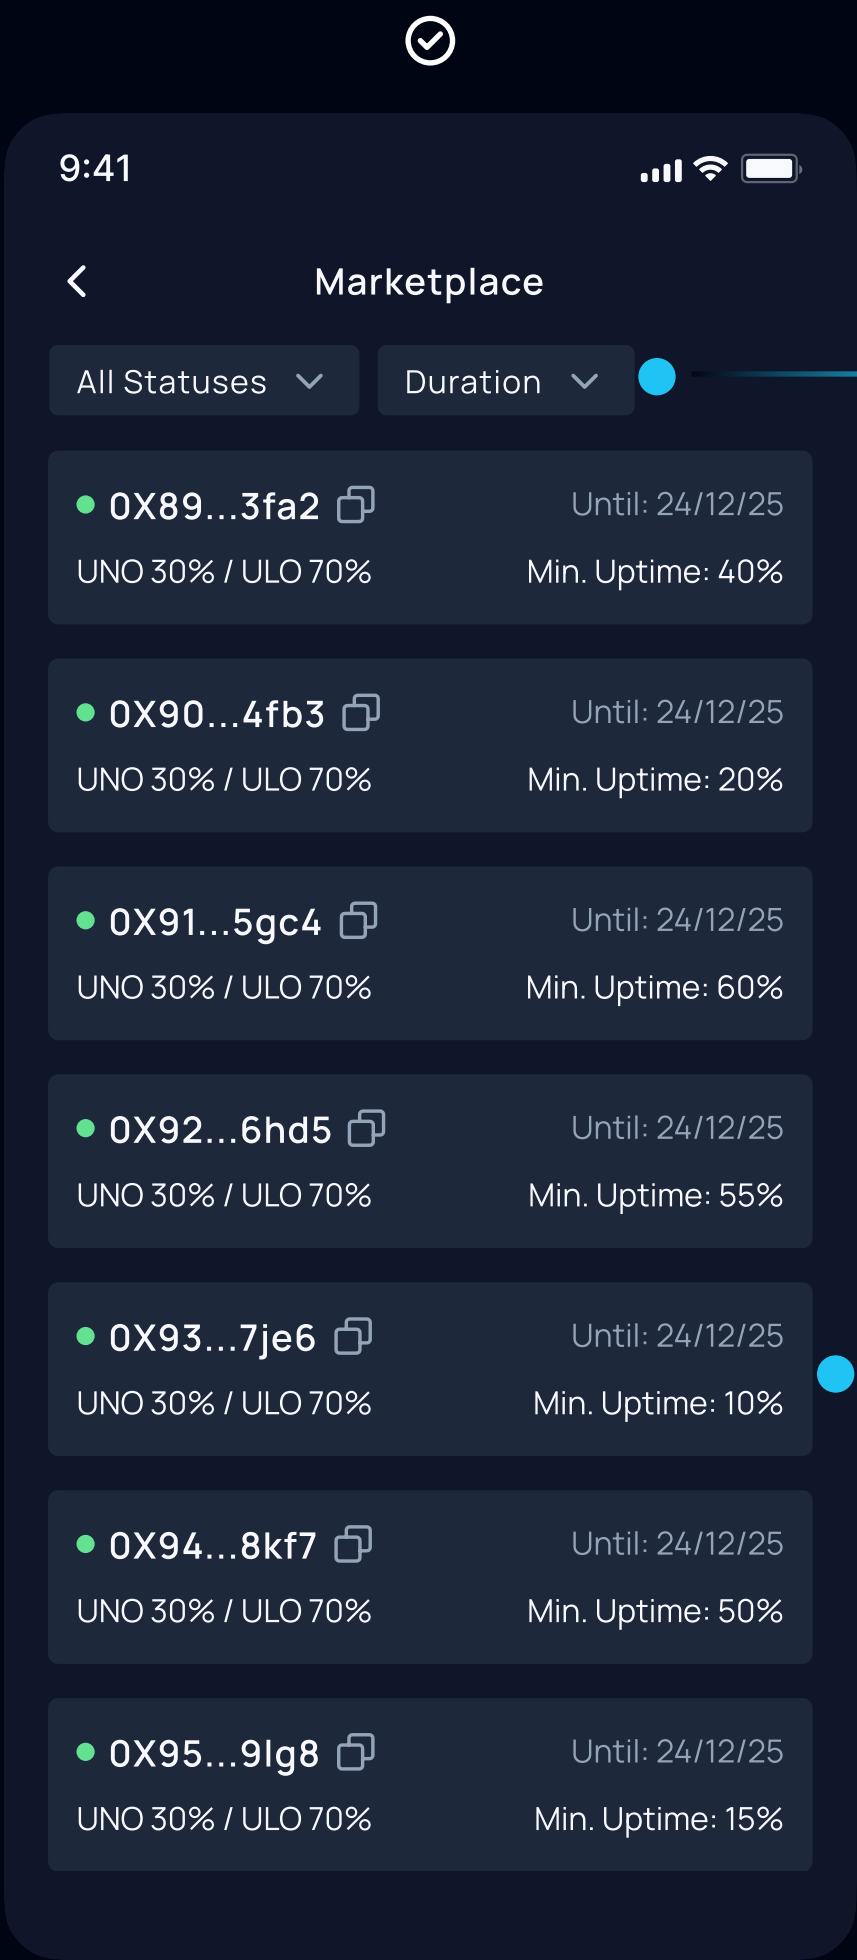 9:41
Marketplace
All Statuses
Duration
0X89...3fa2
Until: 24/12/25
UNO 30% / ULO 70%
Min. Uptime: 40%
0X90...4fb3
Until: 24/12/25
UNO 30% / ULO 70%
Min. Uptime: 20%
0X91...5gc4
Until: 24/12/25
UNO 30% / ULO 70%
Min. Uptime: 60%
0X92...6hd5
Until: 24/12/25
UNO 30% / ULO 70%
Min. Uptime: 55%
0X93...7je6
Until: 24/12/25
UNO 30% / ULO 70%
Min. Uptime: 10%
0X94...8kf7
Until: 24/12/25
UNO 30% / ULO 70%
Min. Uptime: 50%
0X95...9lg8
Until: 24/12/25
UNO 30% / ULO 70%
Min. Uptime: 15%